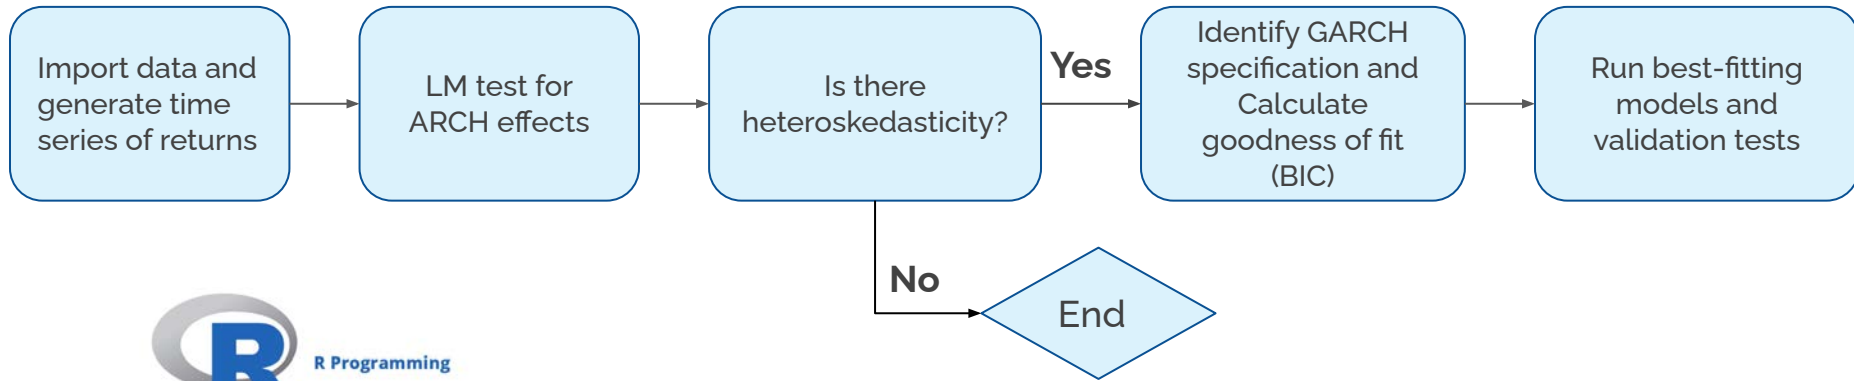 Import data and
generate time
series of returns
LM test for
ARCH effects
Is there
heteroskedasticity?
Yes
Identify GARCH
specification and
Calculate
goodness of fit
(BIC)
Run best-fitting
models and
validation tests
No
End
R
R Programming